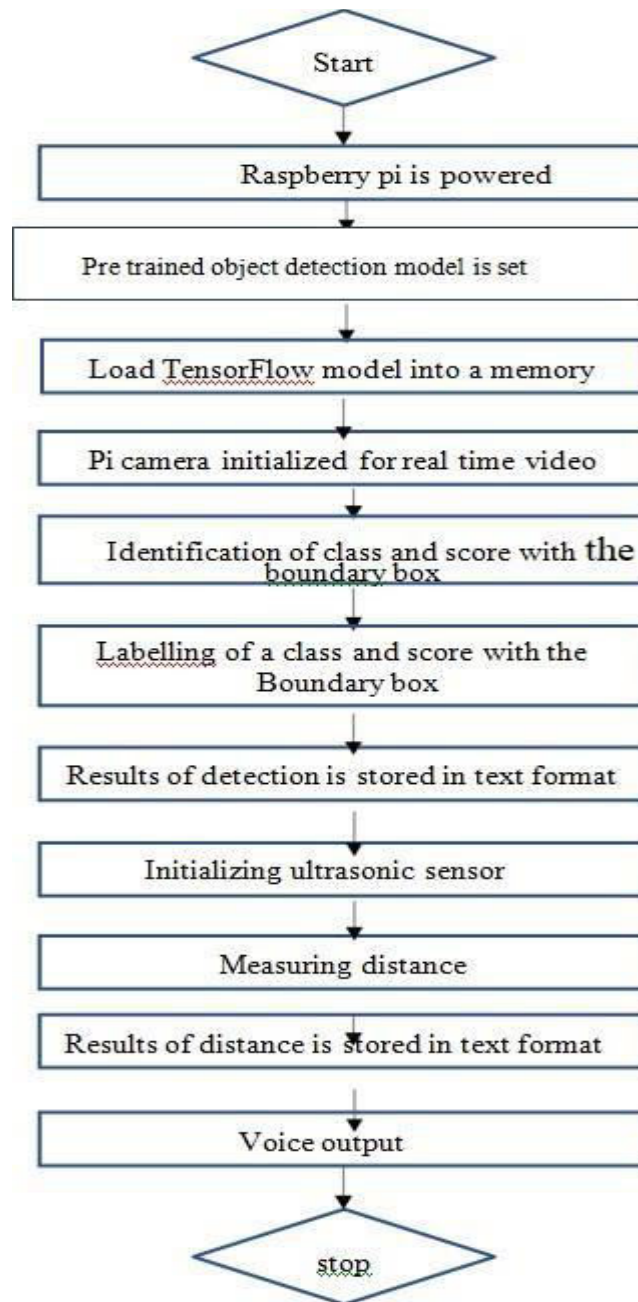 Start
Raspberry pi is powered
Pre trained object detection model is set
Load TensorFlow model into a memory
Pi camera initialized for real time video
Identification of class and score with the
boundary box
Labelling of a class and score with the
Boundary box
Results of detection is stored in text format
Initializing ultrasonic sensor
Measuring distance
Results of distance is stored in text format
Voice output
stop